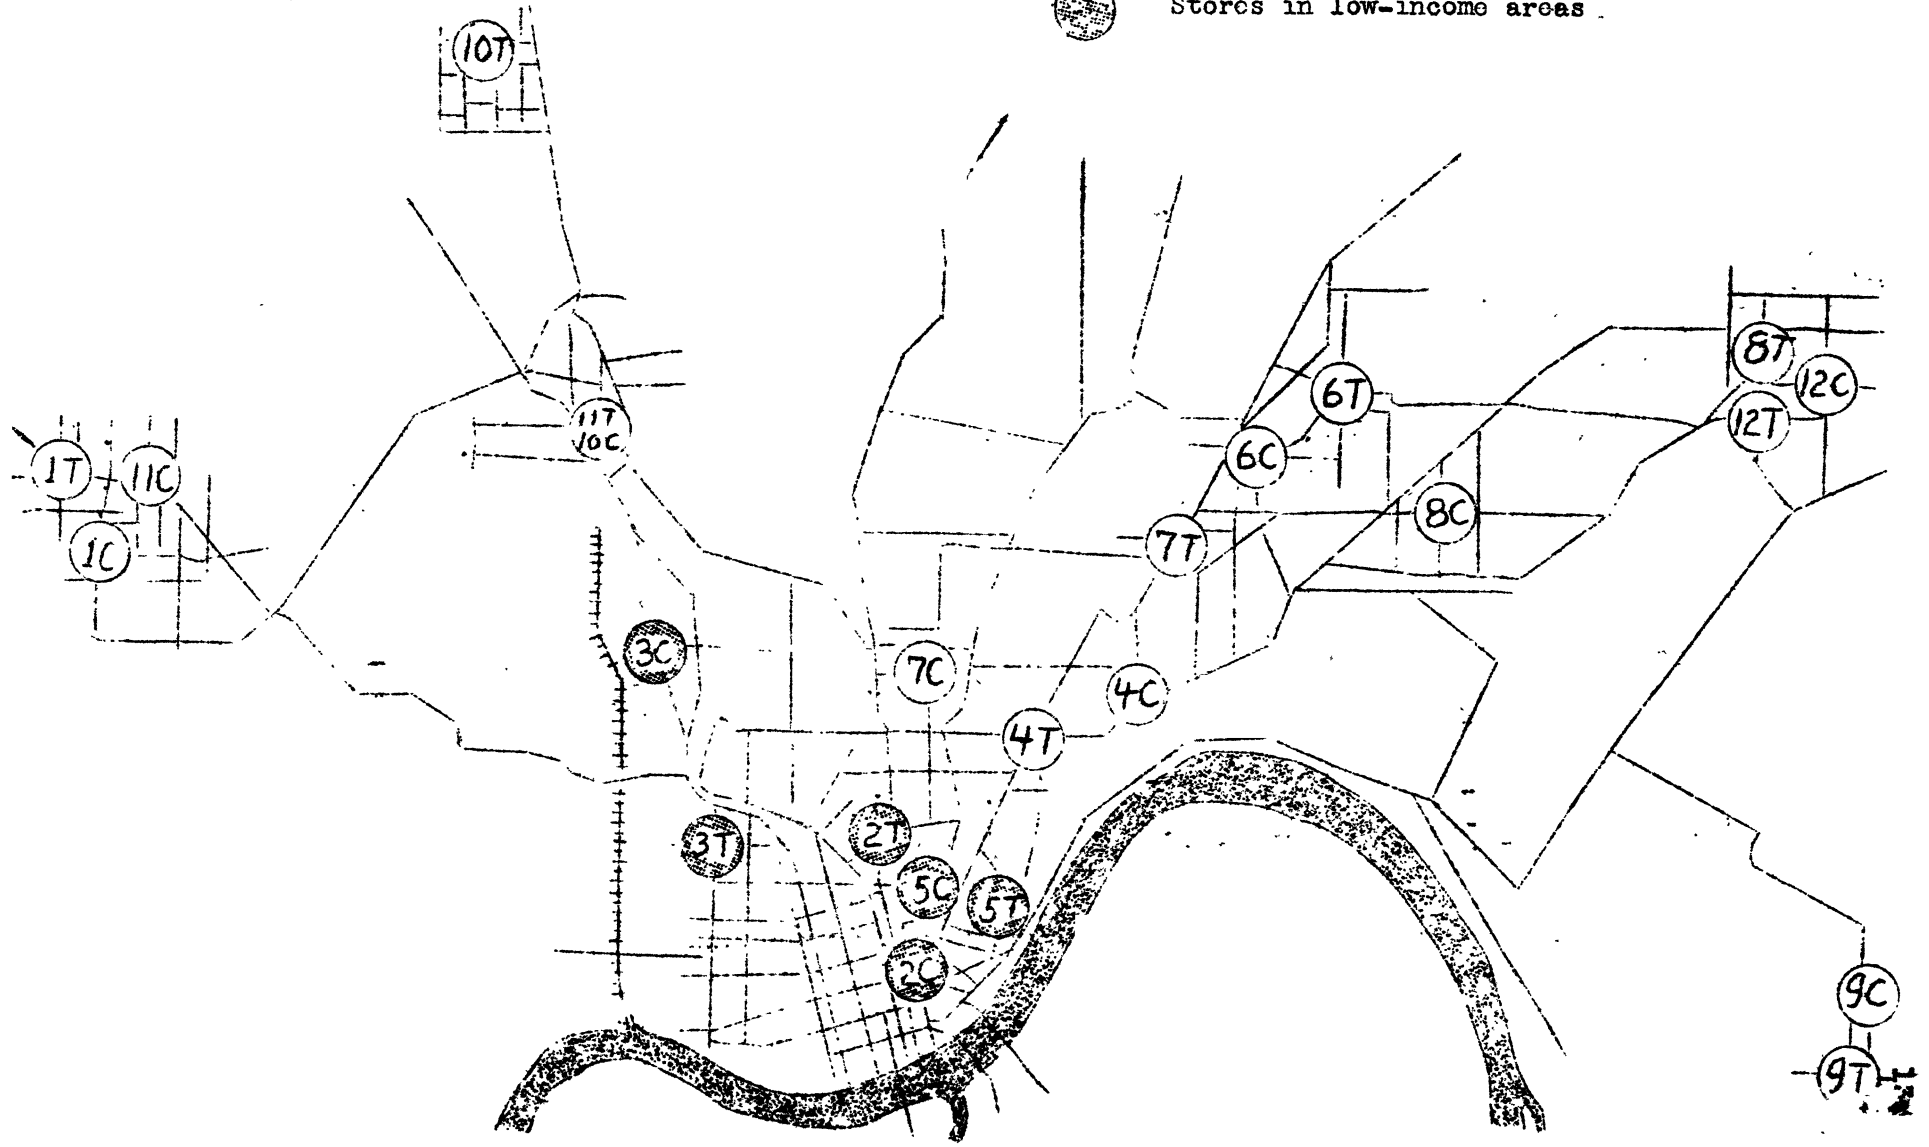 Stores in low-income areas
10T
8T
6T
12C
12T
11T
10C
6C
1T
11C
8C
7T
1C
3C
7C
4C
4T
2T
3T
5C
5T
2C
9C
9T